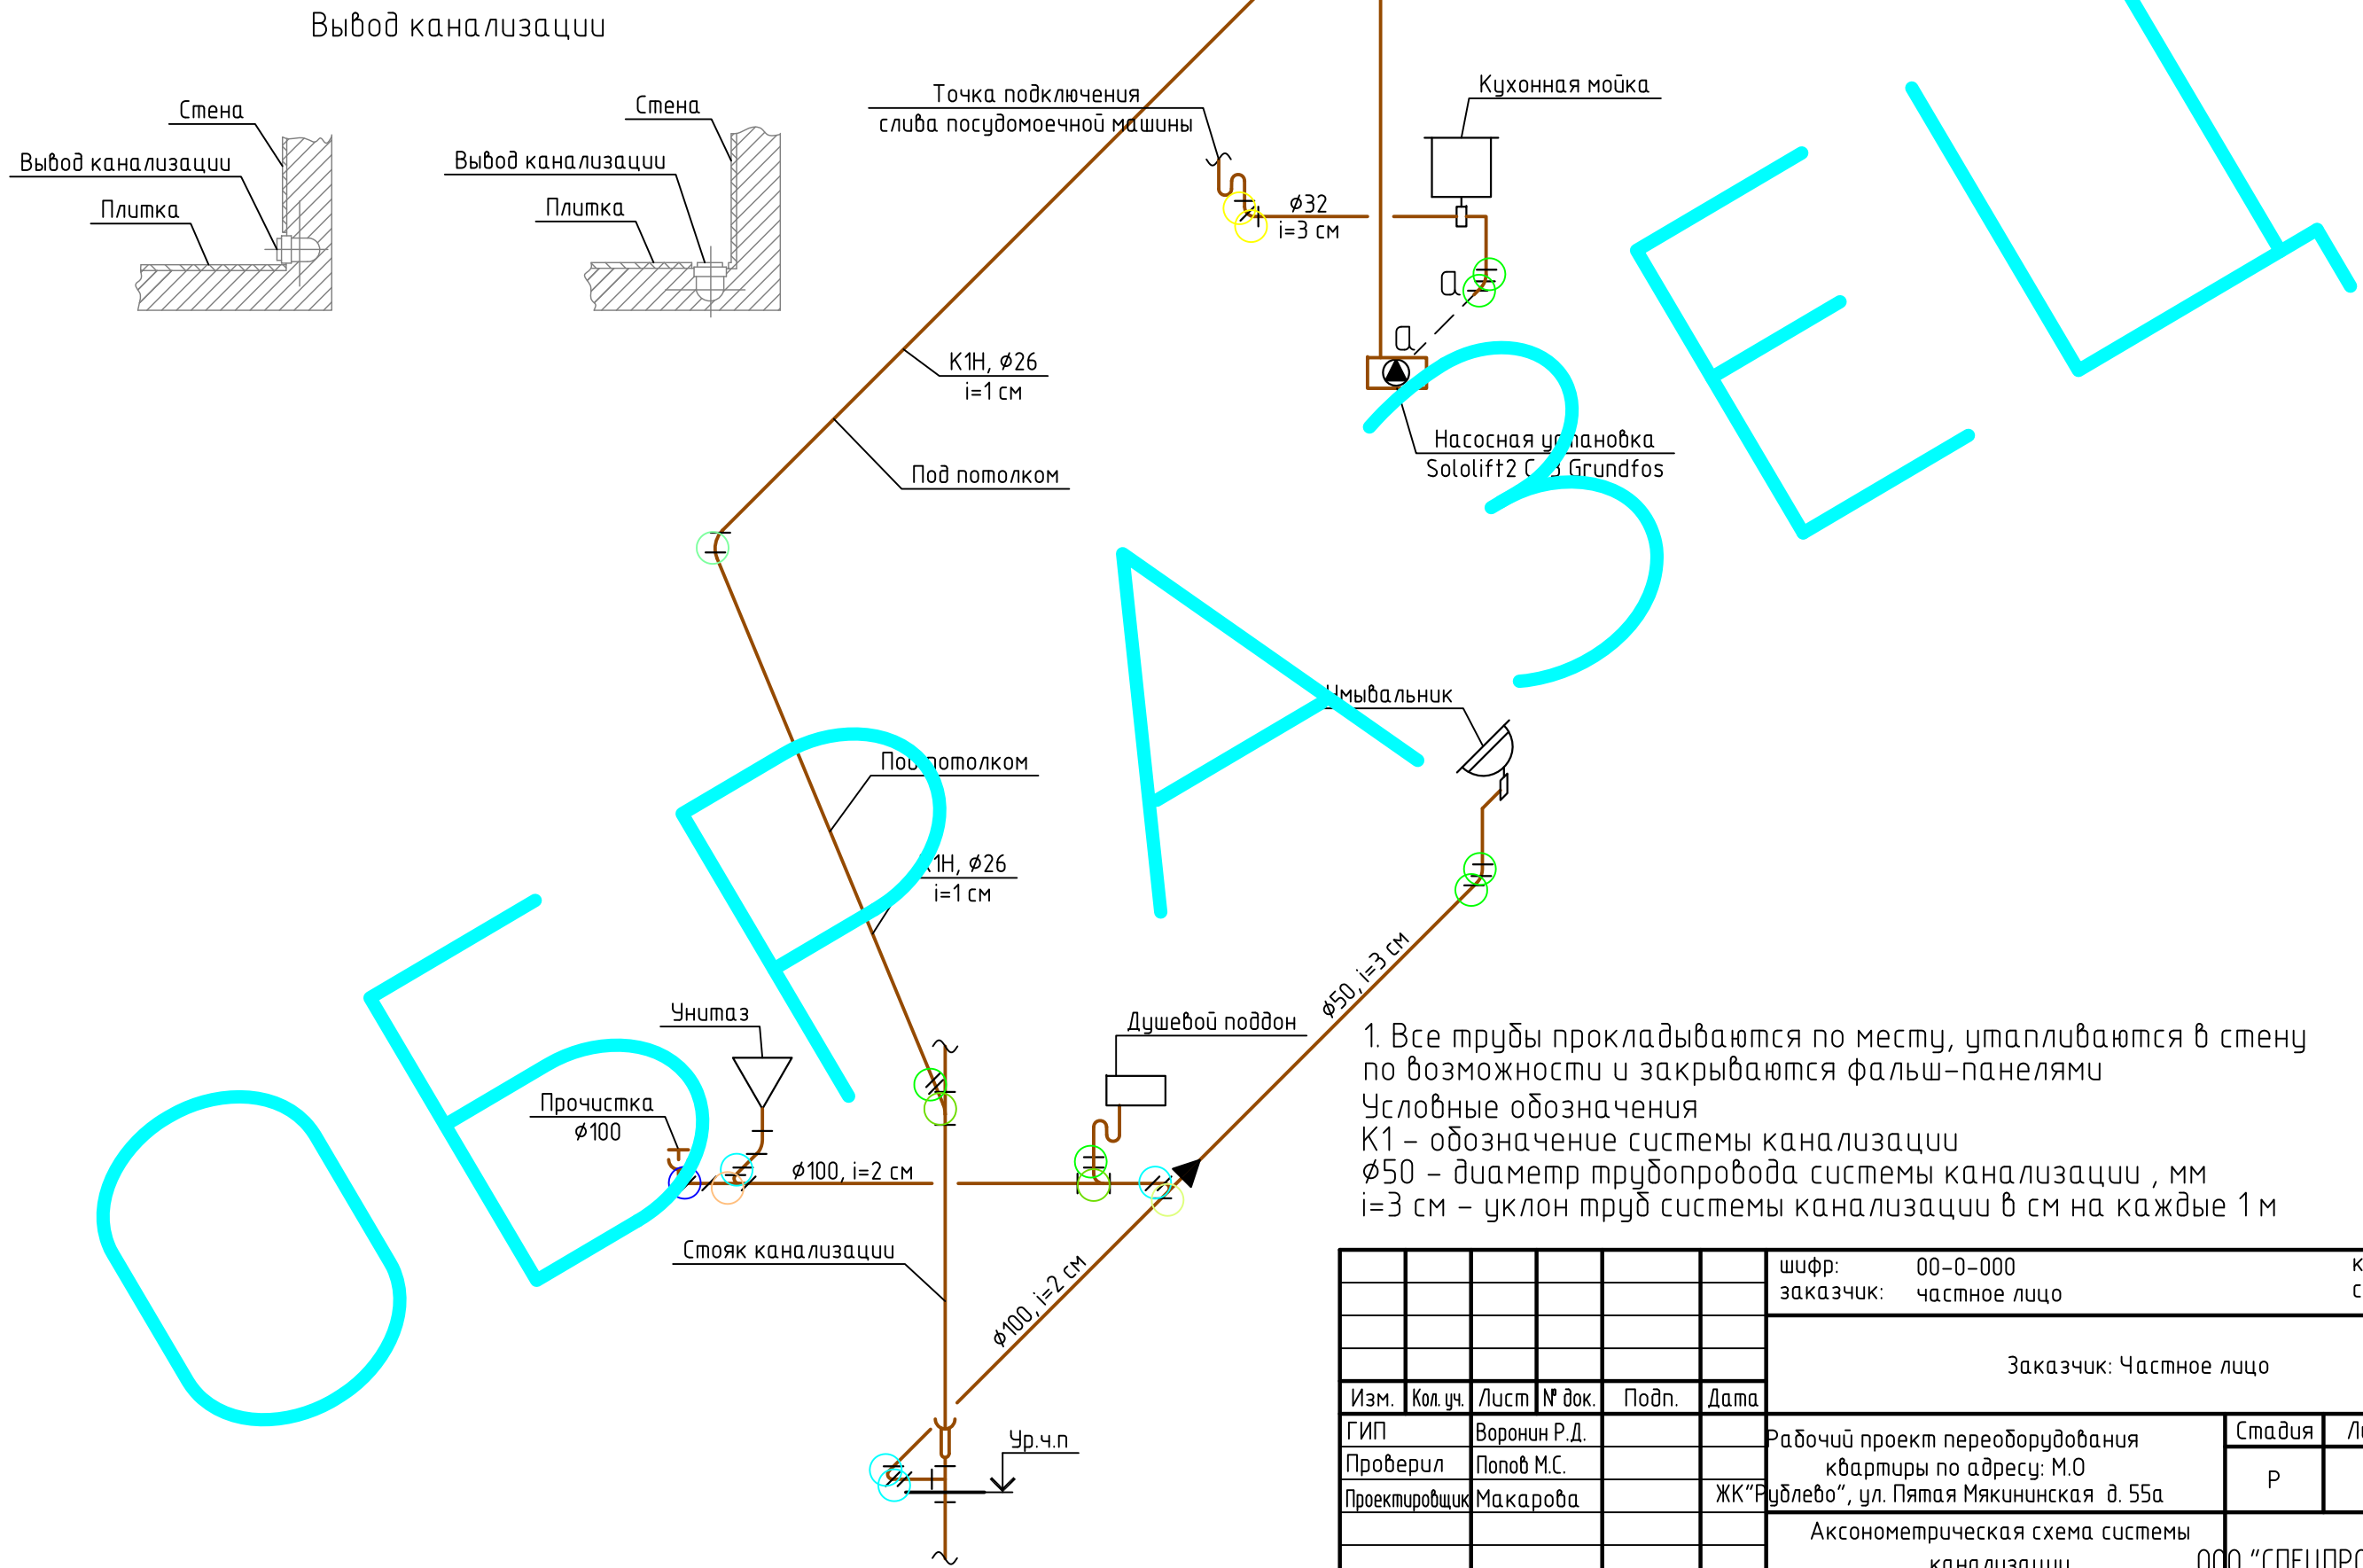 Вывод канализации
Стена
Вывод канализации
Плитка
Стена
Вывод канализации
Плитка
Точка подключения
слива посудомоечной машины
Кухонная мойка
ø32
i=3 см
а
а
К1Н, ø26
i=1 см
Под потолком
Насосная установка
Sololift2 Grundfos
Умывальник
Под потолком
К1Н, ø26
i=1 см
ø50, i=3 см
Унитаз
Душевой поддон
Прочистка
ø100
ø100, i=2 см
Стояк канализации
ø100, i=2 см
Ур.ч.п
ОБРАЗЕЦ
1. Все трубы прокладываются по месту, утапливаются в стену
по возможности и закрываются фальш-панелями
Условные обозначения
К1 - обозначение системы канализации
ø50 - диаметр трубопровода системы канализации , мм
i=3 см - уклон труб системы канализации в см на каждые 1 м
шифр: 00-0-000
заказчик: частное лицо
Заказчик: Частное лицо
Изм. Кол. уч. Лист № док. Подп. Дата
ГИП Воронин Р.Д.
Проверил Попов М.С.
Проектировщик Макарова
Рабочий проект переоборудования
квартиры по адресу: М.О
ЖК"Рублево", ул. Пятая Мякининская д. 55а
Стадия
Р
Аксонометрическая схема системы
канализации
ООО "СПЕЦПРО